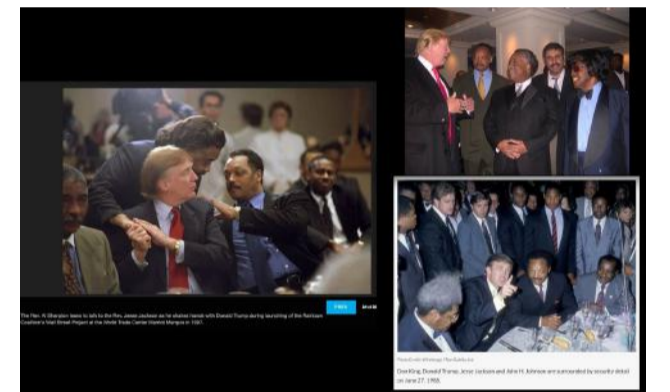 The Rev. Al Sharpton leans to talk to the Rev. Jesse Jackson as he shakes hands with Donald Trump during launching of the Rainbow
Coalition's Wall Street Project at the World Trade Center Marriott Marquis in 1997.
Don King, Donald Trump, Jesse Jackson and John H. Johnson are surrounded by security detail
on June 27, 1988.